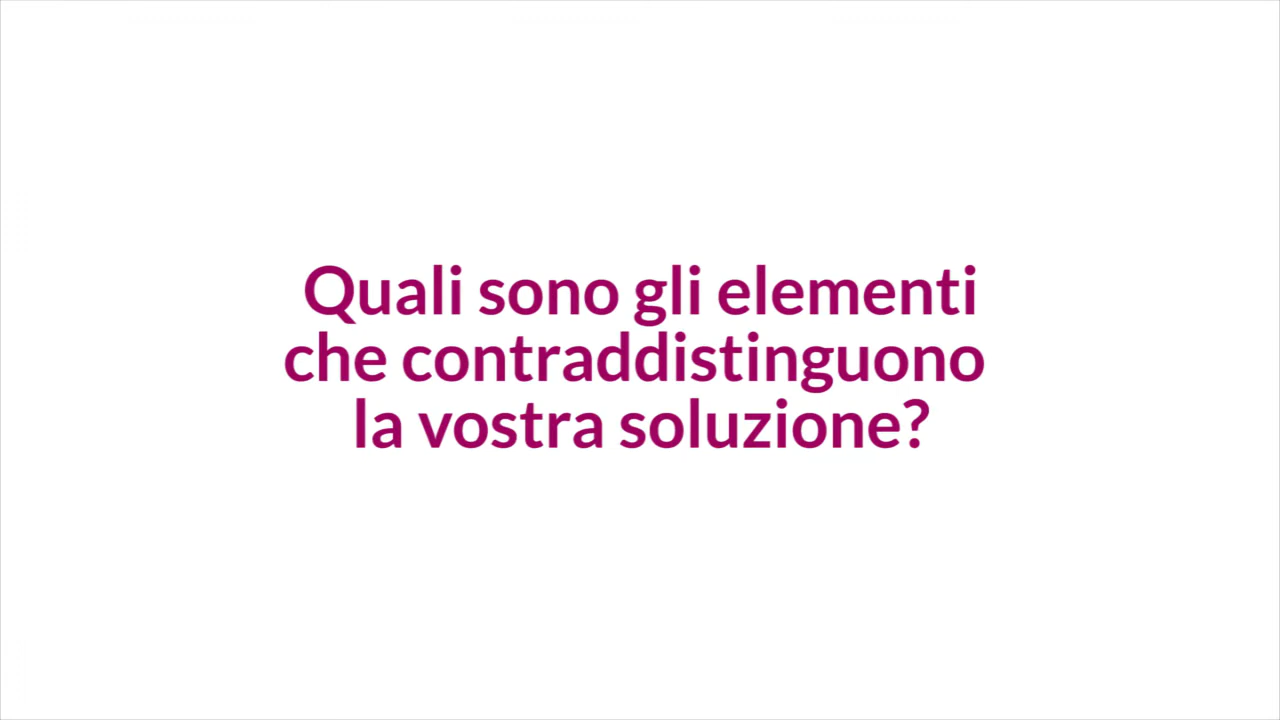 Quali sono gli elementi
che contraddistinguono
la vostra soluzione?